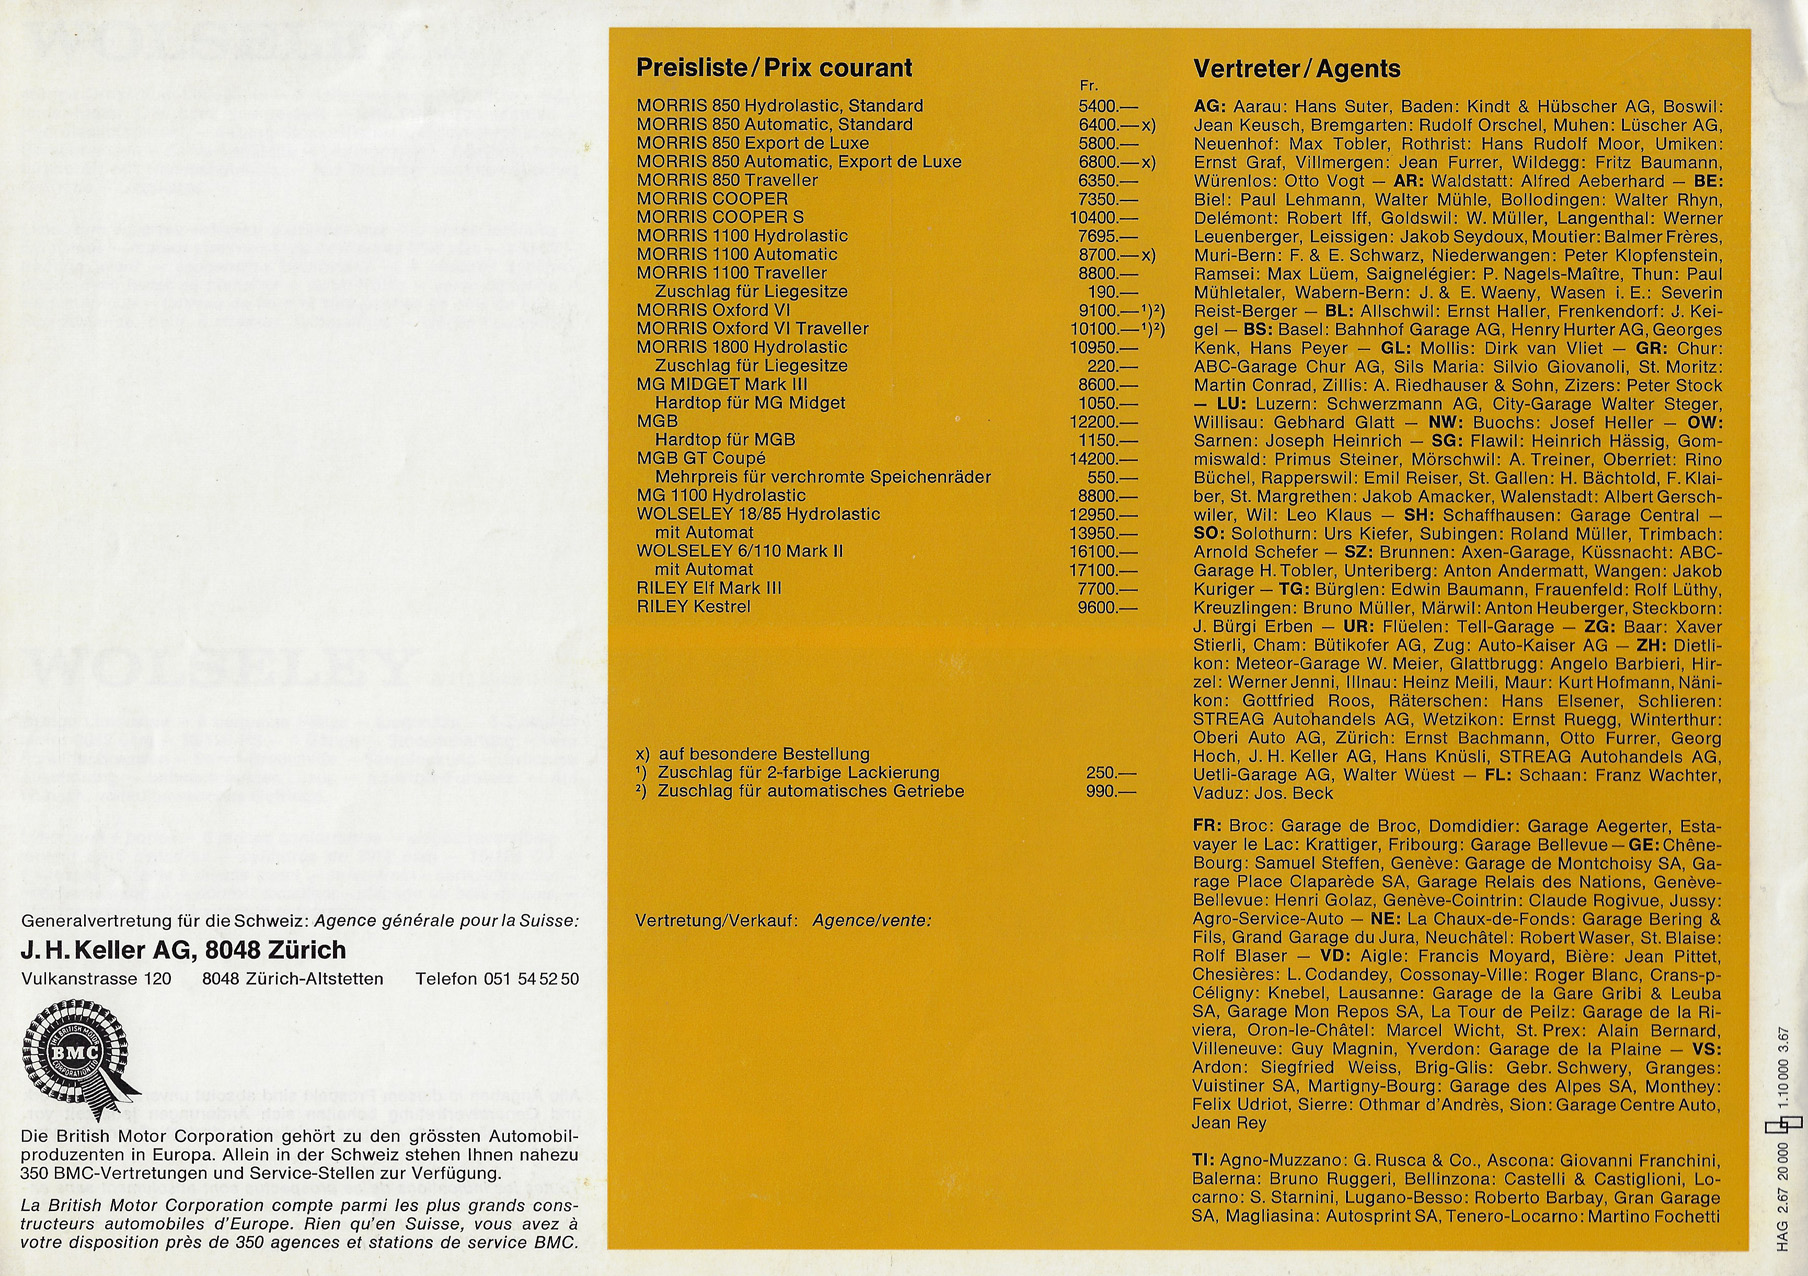 Preisliste/Prix courant
Fr.
MORRIS 850 Hydrolastic, Standard 5400.—
MORRIS 850 Automatic, Standard 6400.—x)
MORRIS 850 Export de Luxe 5800.—
MORRIS 850 Automatic, Export de Luxe 6800.—x)
MORRIS 850 Traveller 6350.—
MORRIS COOPER 7350.—
MORRIS COOPER S 10400.—
MORRIS 1100 Hydrolastic 7695.—
MORRIS 1100 Automatic 8700.—x)
MORRIS 1100 Traveller 8800.—
Zuschlag für Liegesitze 190.—
MORRIS Oxford VI 9100.—¹)²)
MORRIS Oxford VI Traveller 10100.—¹)²)
MORRIS 1800 Hydrolastic 10950.—
Zuschlag für Liegesitze 220.—
MG MIDGET Mark III 8600.—
Hardtop für MG Midget 1050.—
MGB 12200.—
Hardtop für MGB 1150.—
MGB GT Coupé 14200.—
Mehrpreis für verchromte Speichenräder 550.—
MG 1100 Hydrolastic 8800.—
WOLSELEY 18/85 Hydrolastic 12950.—
mit Automat 13950.—
WOLSELEY 6/110 Mark II 16100.—
mit Automat 17100.—
RILEY Elf Mark III 7700.—
RILEY Kestrel 9600.—
x) auf besondere Bestellung
¹) Zuschlag für 2-farbige Lackierung 250.—
²) Zuschlag für automatisches Getriebe 990.—
Vertretung/Verkauf: Agence/vente:
Vertreter/Agents
AG: Aarau: Hans Suter, Baden: Kindt & Hübscher AG, Boswil:
Jean Keusch, Bremgarten: Rudolf Orschel, Muhen: Lüscher AG,
Neuenhof: Max Tobler, Rothrist: Hans Rudolf Moor, Umiken:
Ernst Graf, Villmergen: Jean Furrer, Wildegg: Fritz Baumann,
Würenlos: Otto Vogt — AR: Waldstatt: Alfred Aeberhard — BE:
Biel: Paul Lehmann, Walter Mühle, Bollodingen: Walter Rhyn,
Delémont: Robert Iff, Goldswil: W. Müller, Langenthal: Werner
Leuenberger, Leissigen: Jakob Seydoux, Moutier: Balmer Frères,
Muri-Bern: F. & E. Schwarz, Niederwangen: Peter Klopfenstein,
Ramsei: Max Lüem, Saignelégier: P. Nagels-Maître, Thun: Paul
Mühletaler, Wabern-Bern: J. & E. Waeny, Wasen i. E.: Severin
Reist-Berger — BL: Allschwil: Ernst Haller, Frenkendorf: J. Kei-
gel — BS: Basel: Bahnhof Garage AG, Henry Hurter AG, Georges
Kenk, Hans Peyer — GL: Mollis: Dirk van Vliet — GR: Chur:
ABC-Garage Chur AG, Sils Maria: Silvio Giovanoli, St. Moritz:
Martin Conrad, Zillis: A. Riedhauser & Sohn, Zizers: Peter Stock
— LU: Luzern: Schwerzmann AG, City-Garage Walter Steger,
Willisau: Gebhard Glatt — NW: Buochs: Josef Heller — OW:
Sarnen: Joseph Heinrich — SG: Flawil: Heinrich Hässig, Gom-
miswald: Primus Steiner, Mörschwil: A. Treiner, Oberriet: Rino
Büchel, Rapperswil: Emil Reiser, St. Gallen: H. Bächtold, F. Klai-
ber, St. Margrethen: Jakob Amacker, Walenstadt: Albert Gersch-
wiler, Wil: Leo Klaus — SH: Schaffhausen: Garage Central —
SO: Solothurn: Urs Kiefer, Subingen: Roland Müller, Trimbach:
Arnold Schefer — SZ: Brunnen: Axen-Garage, Küssnacht: ABC-
Garage H. Tobler, Unteriberg: Anton Andermatt, Wangen: Jakob
Kuriger — TG: Bürglen: Edwin Baumann, Frauenfeld: Rolf Lüthy,
Kreuzlingen: Bruno Müller, Märwil: Anton Heuberger, Steckborn:
J. Bürgi Erben — UR: Flüelen: Tell-Garage — ZG: Baar: Xaver
Stierli, Cham: Bütikofer AG, Zug: Auto-Kaiser AG — ZH: Dietli-
kon: Meteor-Garage W. Meier, Glattbrugg: Angelo Barbieri, Hir-
zel: Werner Jenni, Illnau: Heinz Meili, Maur: Kurt Hofmann, Näni-
kon: Gottfried Roos, Räterschen: Hans Elsener, Schlieren:
STREAG Autohandels AG, Wetzikon: Ernst Ruegg, Winterthur:
Oberi Auto AG, Zürich: Ernst Bachmann, Otto Furrer, Georg
Hoch, J. H. Keller AG, Hans Knüsli, STREAG Autohandels AG,
Uetli-Garage AG, Walter Wüest — FL: Schaan: Franz Wachter,
Vaduz: Jos. Beck
FR: Broc: Garage de Broc, Domdidier: Garage Aegerter, Esta-
vayer le Lac: Krattiger, Fribourg: Garage Bellevue — GE: Chêne-
Bourg: Samuel Steffen, Genève: Garage de Montchoisy SA, Ga-
rage Place Claparède SA, Garage Relais des Nations, Genève-
Bellevue: Henri Golaz, Genève-Cointrin: Claude Rogivue, Jussy:
Agro-Service-Auto — NE: La Chaux-de-Fonds: Garage Bering &
Fils, Grand Garage du Jura, Neuchâtel: Robert Waser, St. Blaise:
Rolf Blaser — VD: Aigle: Francis Moyard, Bière: Jean Pittet,
Chesières: L. Codandey, Cossonay-Ville: Roger Blanc, Crans-p-
Céligny: Knebel, Lausanne: Garage de la Gare Gribi & Leuba
SA, Garage Mon Repos SA, La Tour de Peilz: Garage de la Ri-
viera, Oron-le-Châtel: Marcel Wicht, St. Prex: Alain Bernard,
Villeneuve: Guy Magnin, Yverdon: Garage de la Plaine — VS:
Ardon: Siegfried Weiss, Brig-Glis: Gebr. Schwery, Granges:
Vuistiner SA, Martigny-Bourg: Garage des Alpes SA, Monthey:
Felix Udriot, Sierre: Othmar d'Andrès, Sion: Garage Centre Auto,
Jean Rey
TI: Agno-Muzzano: G. Rusca & Co., Ascona: Giovanni Franchini,
Balerna: Bruno Ruggeri, Bellinzona: Castelli & Castiglioni, Lo-
carno: S. Starnini, Lugano-Besso: Roberto Barbay, Gran Garage
SA, Magliasina: Autosprint SA, Tenero-Locarno: Martino Fochetti
Generalvertretung für die Schweiz: Agence générale pour la Suisse:
J. H. Keller AG, 8048 Zürich
Vulkanstrasse 120 8048 Zürich-Altstetten Telefon 051 54 52 50
THE BRITISH MOTOR
BMC
CORPORATION LTD
Die British Motor Corporation gehört zu den grössten Automobil-
produzenten in Europa. Allein in der Schweiz stehen Ihnen nahezu
350 BMC-Vertretungen und Service-Stellen zur Verfügung.
La British Motor Corporation compte parmi les plus grands cons-
tructeurs automobiles d'Europe. Rien qu'en Suisse, vous avez à
votre disposition près de 350 agences et stations de service BMC.
HAG 2.67 20 000 1.10 000 3.67